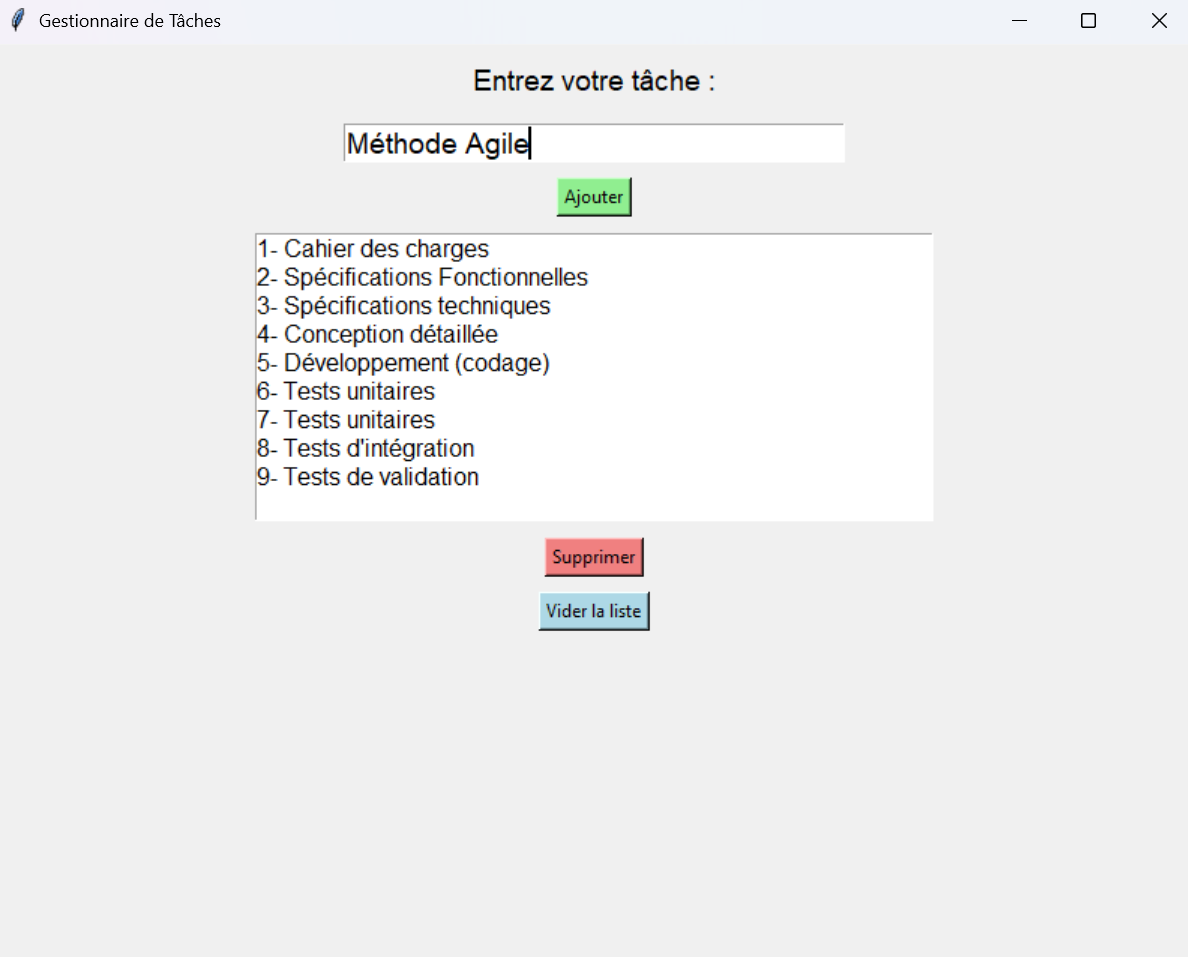 Gestionnaire de Tâches
Entrez votre tâche :
Méthode Agile
Ajouter
1- Cahier des charges
2- Spécifications Fonctionnelles
3- Spécifications techniques
4- Conception détaillée
5- Développement (codage)
6- Tests unitaires
7- Tests unitaires
8- Tests d'intégration
9- Tests de validation
Supprimer
Vider la liste